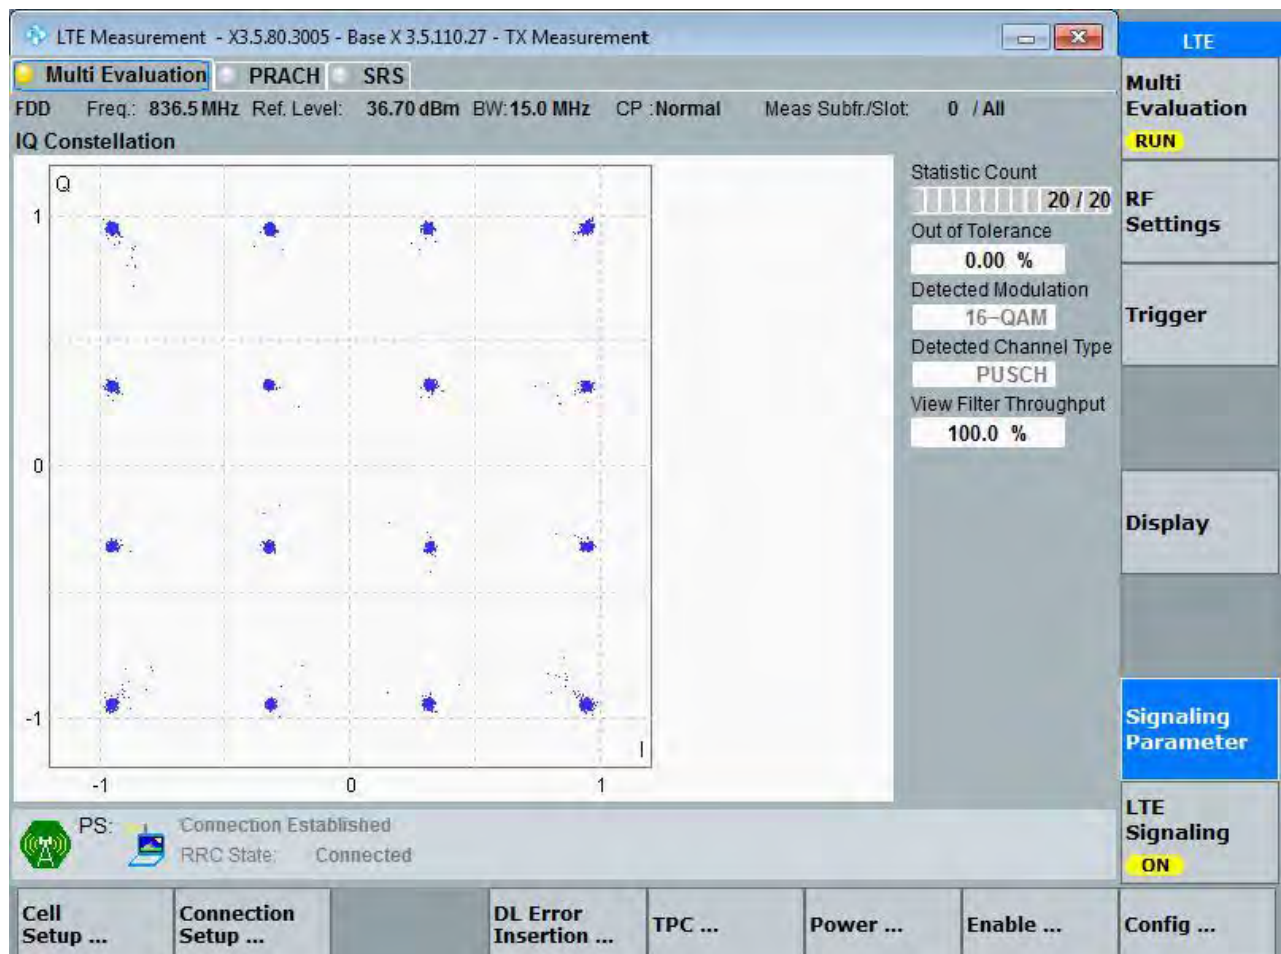 LTE Measurement - X3.5.80.3005 - Base X 3.5.110.27 - TX Measurement
LTE
Multi Evaluation PRACH SRS
FDD Freq.: 836.5 MHz Ref. Level: 36.70 dBm BW: 15.0 MHz CP : Normal Meas Subfr./Slot: 0 / All
IQ Constellation
Q
1
0
-1
I
-1 0 1
Statistic Count
20 / 20
Out of Tolerance
0.00 %
Detected Modulation
16-QAM
Detected Channel Type
PUSCH
View Filter Throughput
100.0 %
Multi
Evaluation
RUN
RF
Settings
Trigger
Display
Signaling
Parameter
LTE
Signaling
ON
PS: Connection Established
RRC State: Connected
Cell
Setup ...
Connection
Setup ...
DL Error
Insertion ...
TPC ...
Power ...
Enable ...
Config ...